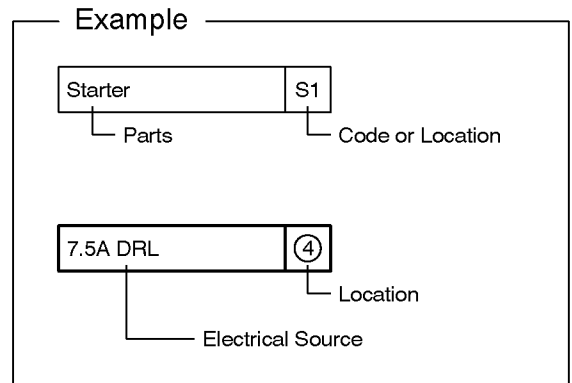 Example
Starter S1
Parts Code or Location
7.5A DRL ④
Location
Electrical Source